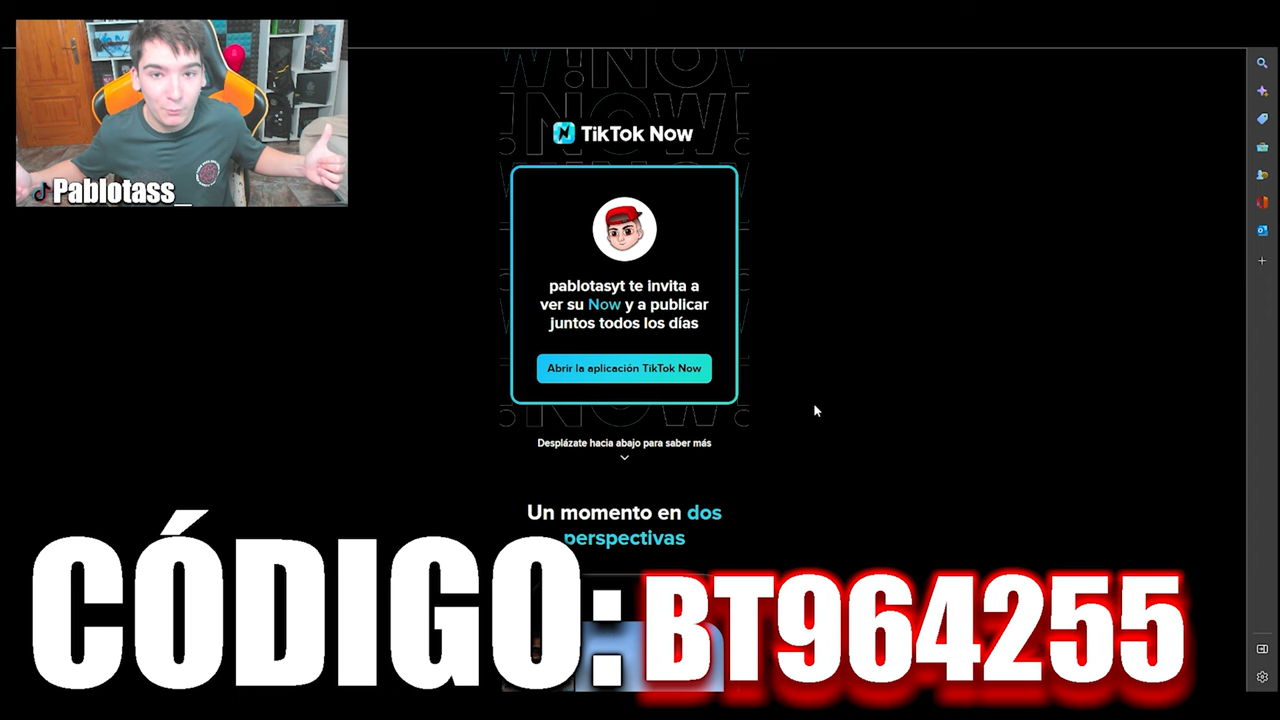 Pablotass_
TikTok Now
pablotasyt te invita a
ver su Now y a publicar
juntos todos los días
Abrir la aplicación TikTok Now
Desplázate hacia abajo para saber más
Un momento en dos
perspectivas
CÓDIGO: BT964255